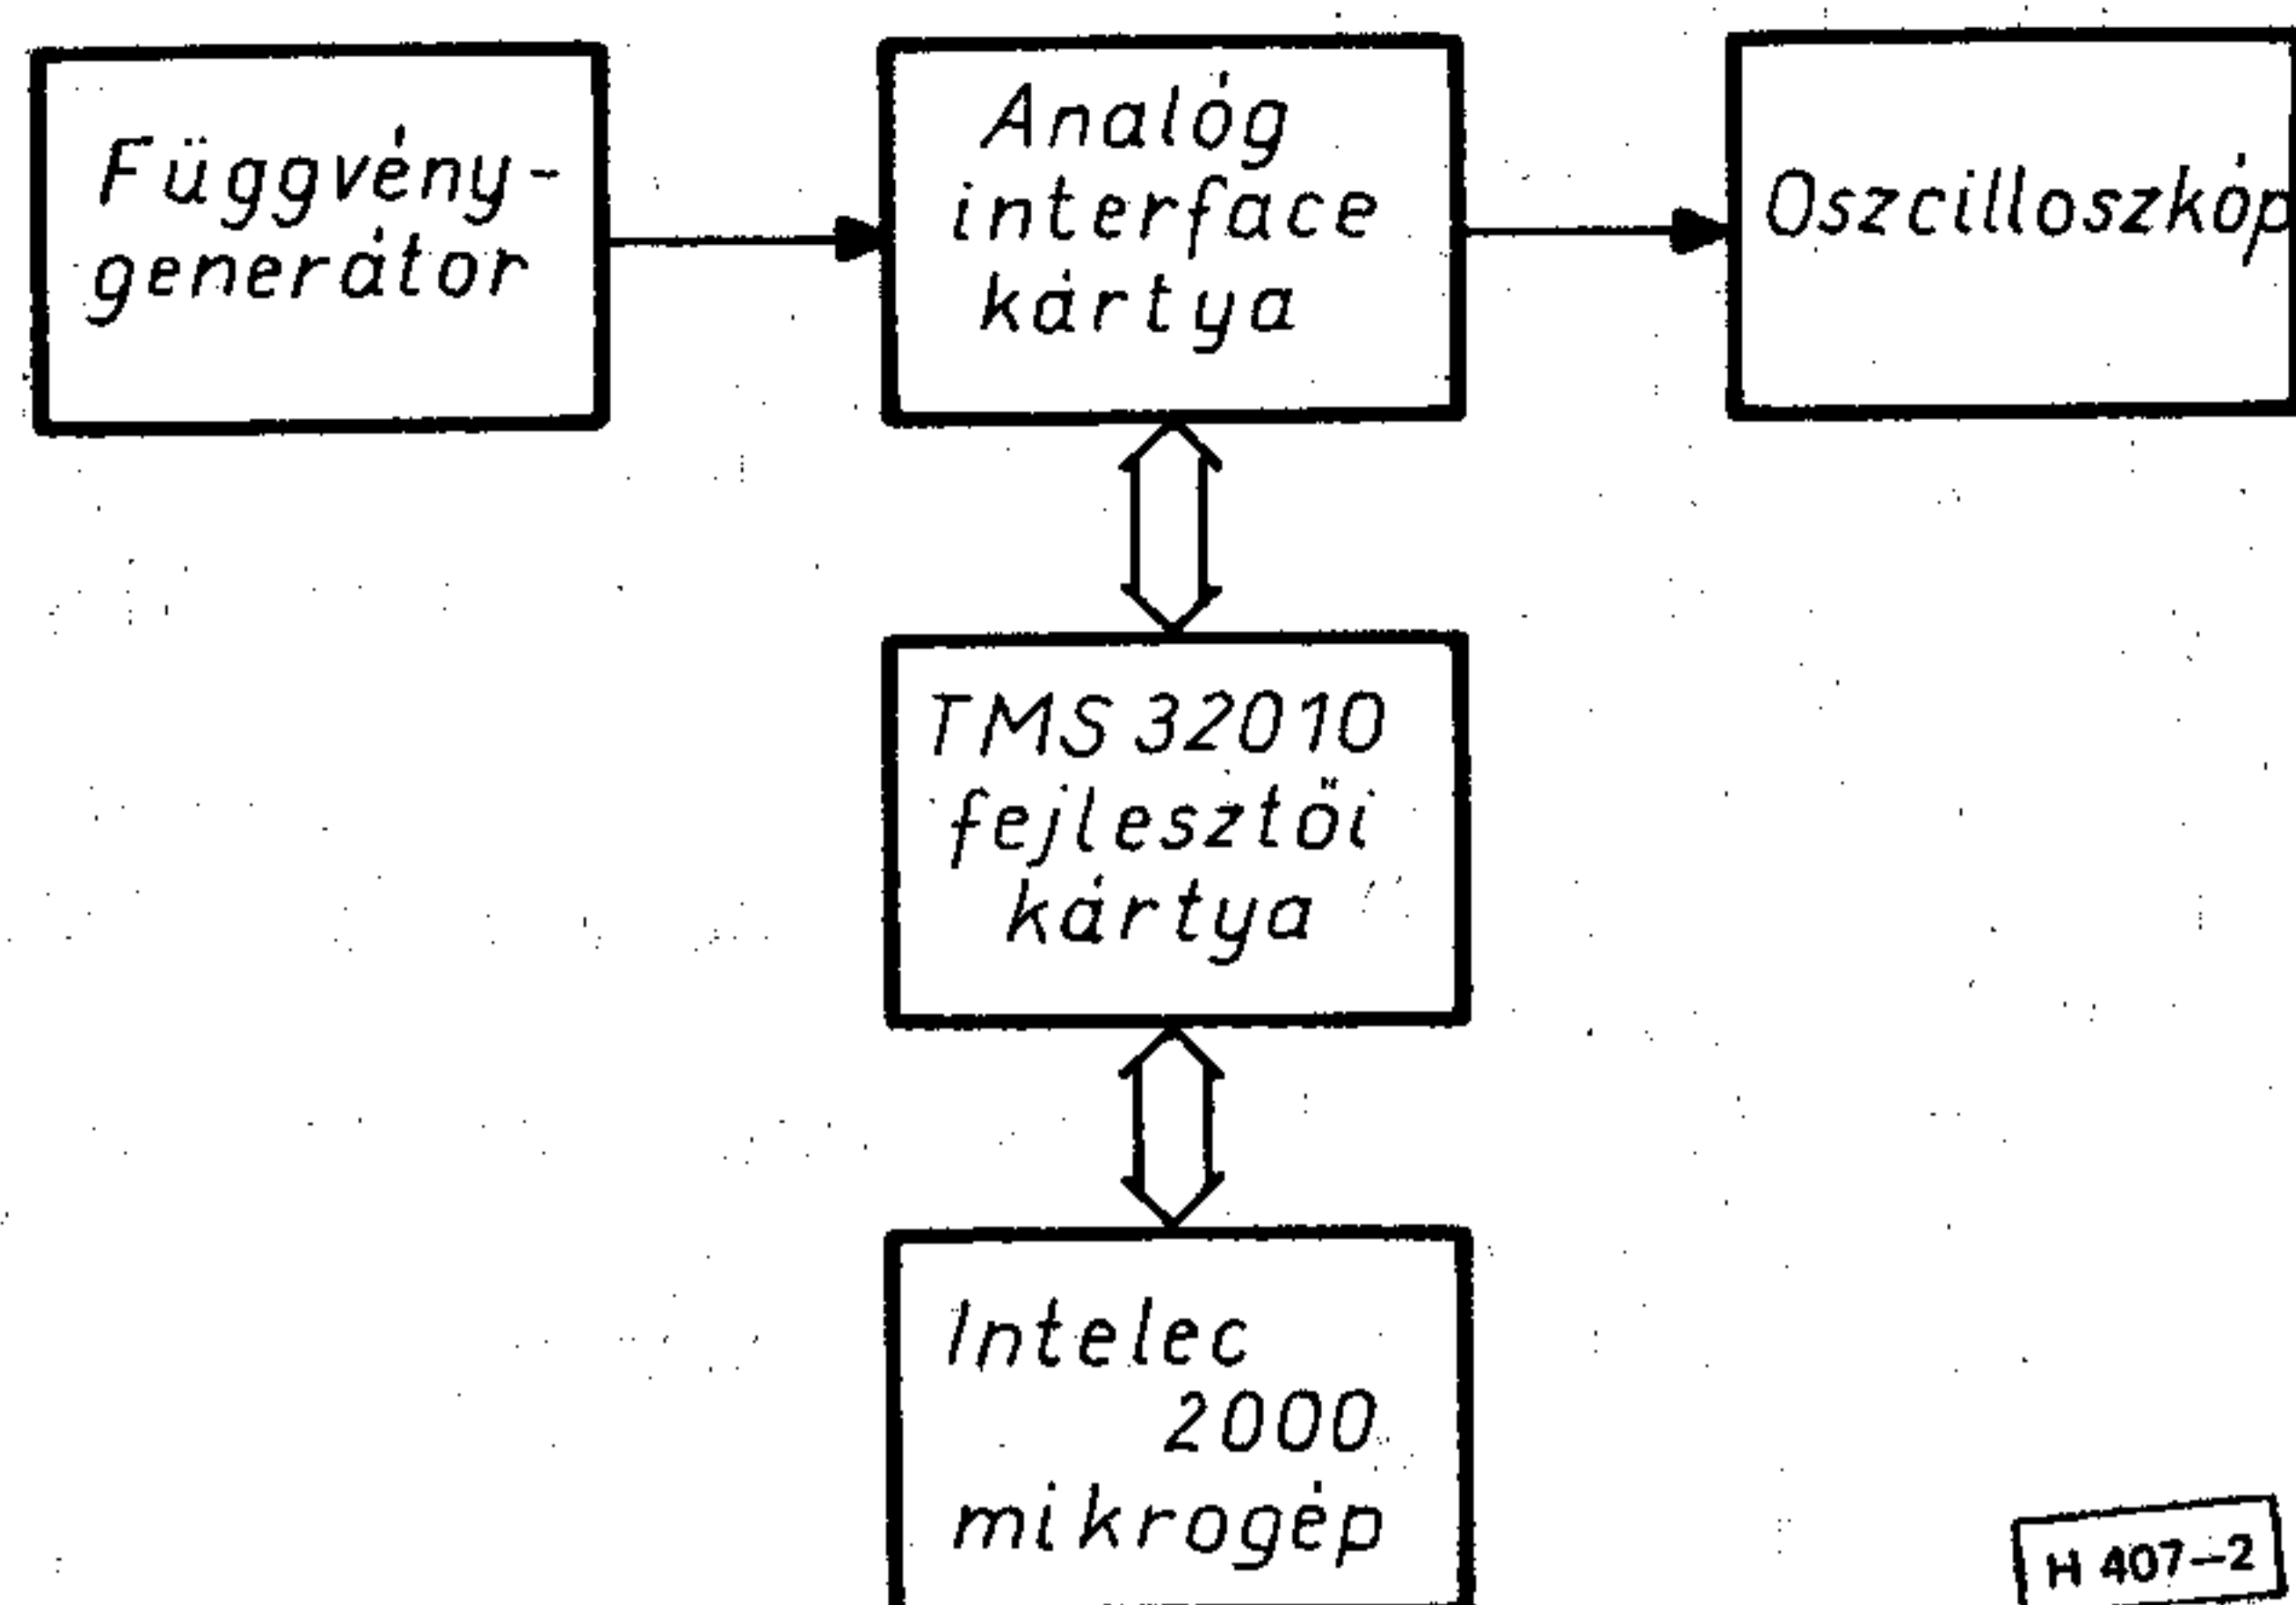 Függvény-
generátor
Analóg
interface
kártya
Oszcilloszkóp
TMS 32010
fejlesztői
kártya
Intelec
2000
mikrogép
H 407-2